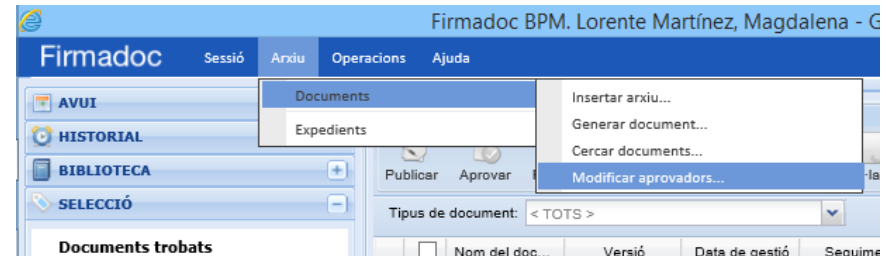 Firmadoc BPM. Lorente Martínez, Magdalena - G
Firmadoc Sessió Arxiu Operacions Ajuda
AVUI
HISTORIAL
BIBLIOTECA
SELECCIÓ
Documents trobats
Documents
Expedients
Insertar arxiu...
Generar document...
Cercar documents...
Modificar aprovadors...
Publicar Aprovar
Tipus de document: < TOTS >
Nom del doc... Versió Data de gestió Seguime